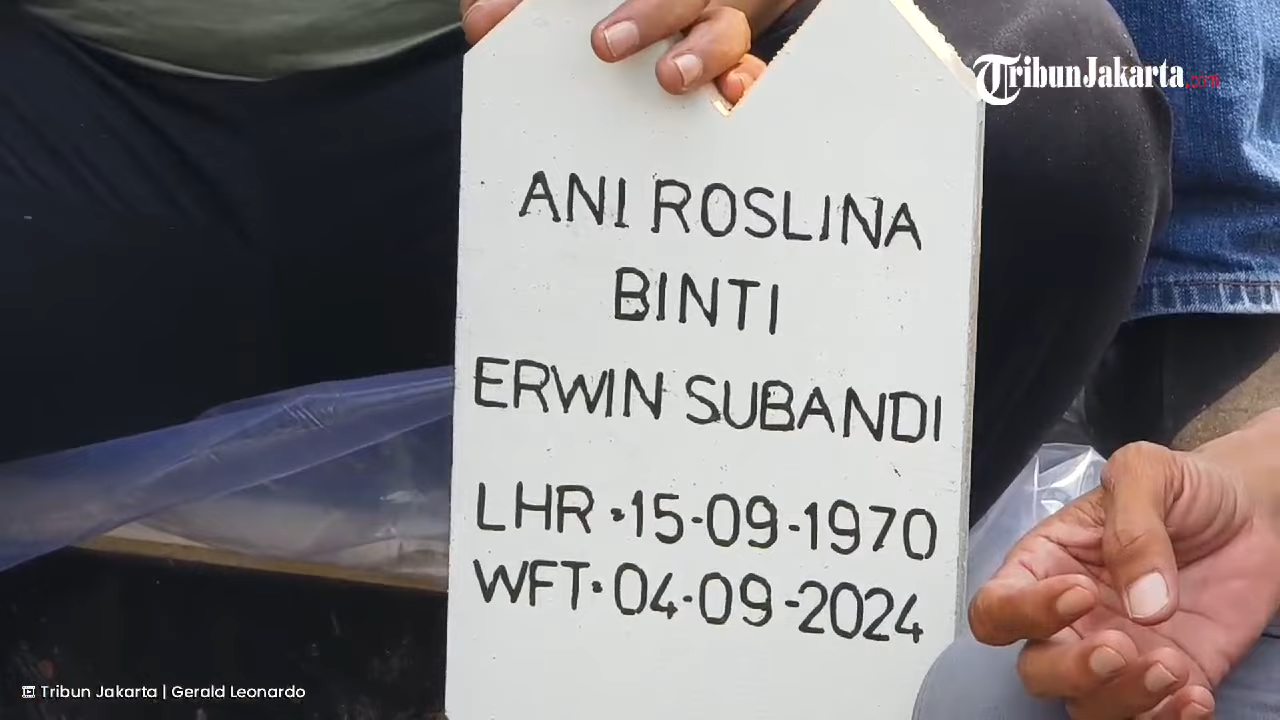 TribunJakarta.com
ANI ROSLINA
BINTI
ERWIN SUBANDI
LHR · 15-09-1970
WFT · 04-09-2024
Tribun Jakarta | Gerald Leonardo